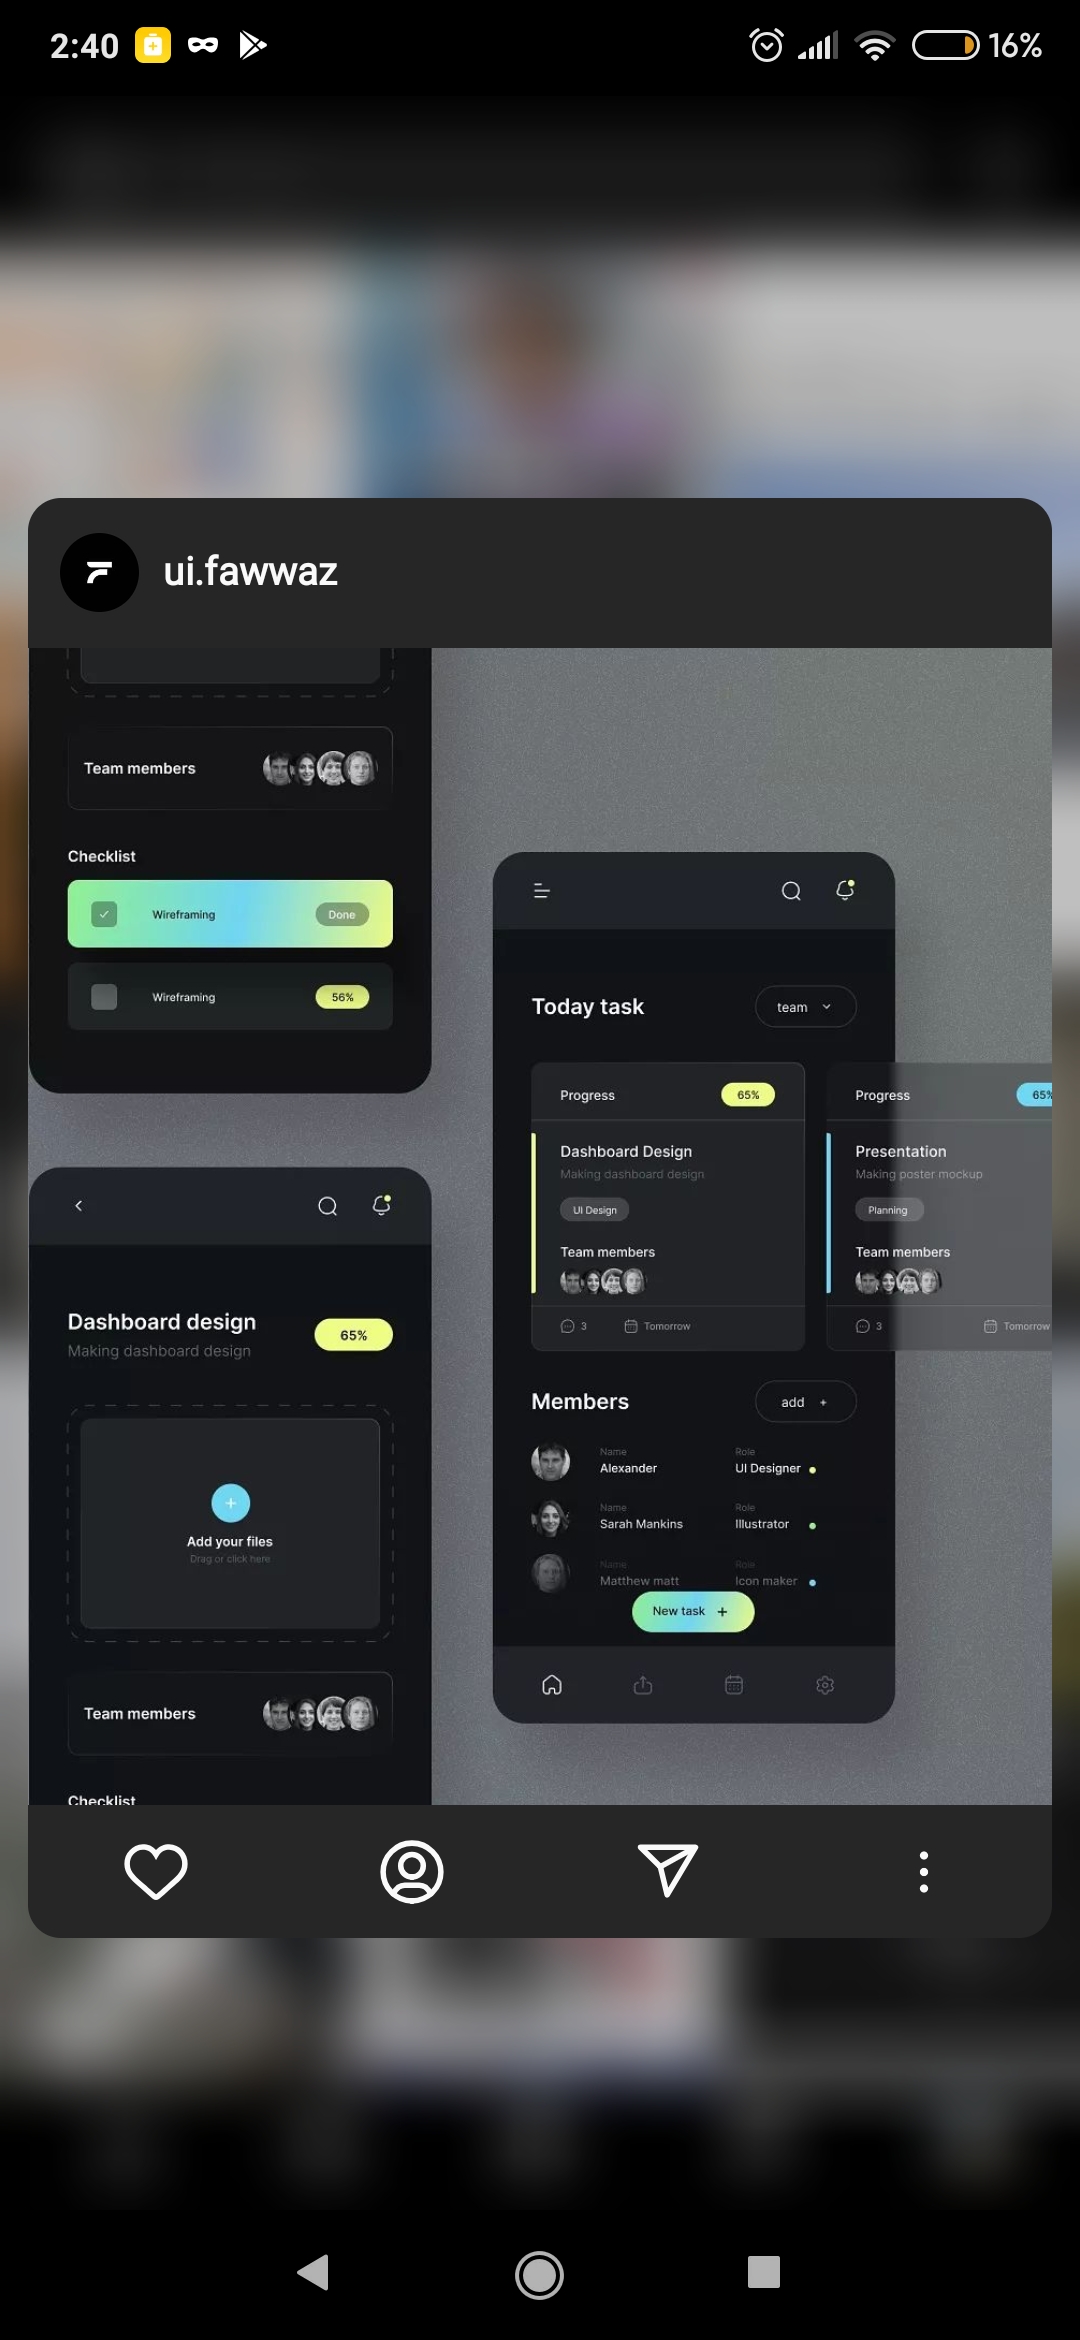 2:40
16%
ui.fawwaz
Team members
Checklist
Wireframing
Done
Wireframing
56%
Dashboard design
65%
Making dashboard design
Add your files
Drag or click here
Team members
Checklist
Today task
team
Progress
65%
Dashboard Design
Making dashboard design
UI Design
Team members
3
Tomorrow
Progress
65%
Presentation
Making poster mockup
Planning
Team members
3
Tomorrow
Members
add +
Name
Role
Alexander
UI Designer
Name
Role
Sarah Mankins
Illustrator
Name
Role
Matthew matt
Icon maker
New task +